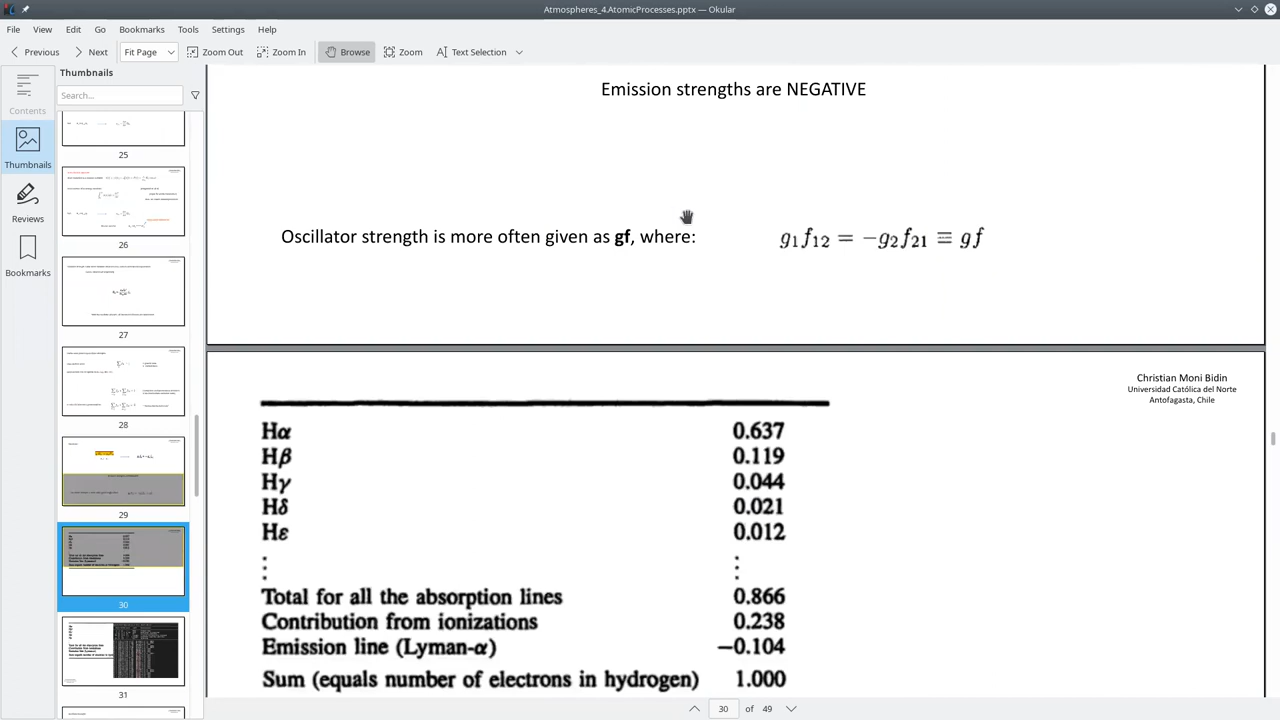 Atmospheres_4.AtomicProcesses.pptx — Okular
File View Edit Go Bookmarks Tools Settings Help
Previous Next Fit Page Zoom Out Zoom In Browse Zoom Text Selection
Contents
Thumbnails
Reviews
Bookmarks
Thumbnails
Search...
25
26
27
28
29
30
31
Emission strengths are NEGATIVE
Oscillator strength is more often given as gf, where: g₁f₁₂ = −g₂f₂₁ ≡ gf
Christian Moni Bidin
Universidad Católica del Norte
Antofagasta, Chile
Hα 0.637
Hβ 0.119
Hγ 0.044
Hδ 0.021
Hε 0.012
⋮ ⋮
Total for all the absorption lines 0.866
Contribution from ionizations 0.238
Emission line (Lyman-α) −0.104
Sum (equals number of electrons in hydrogen) 1.000
30 of 49